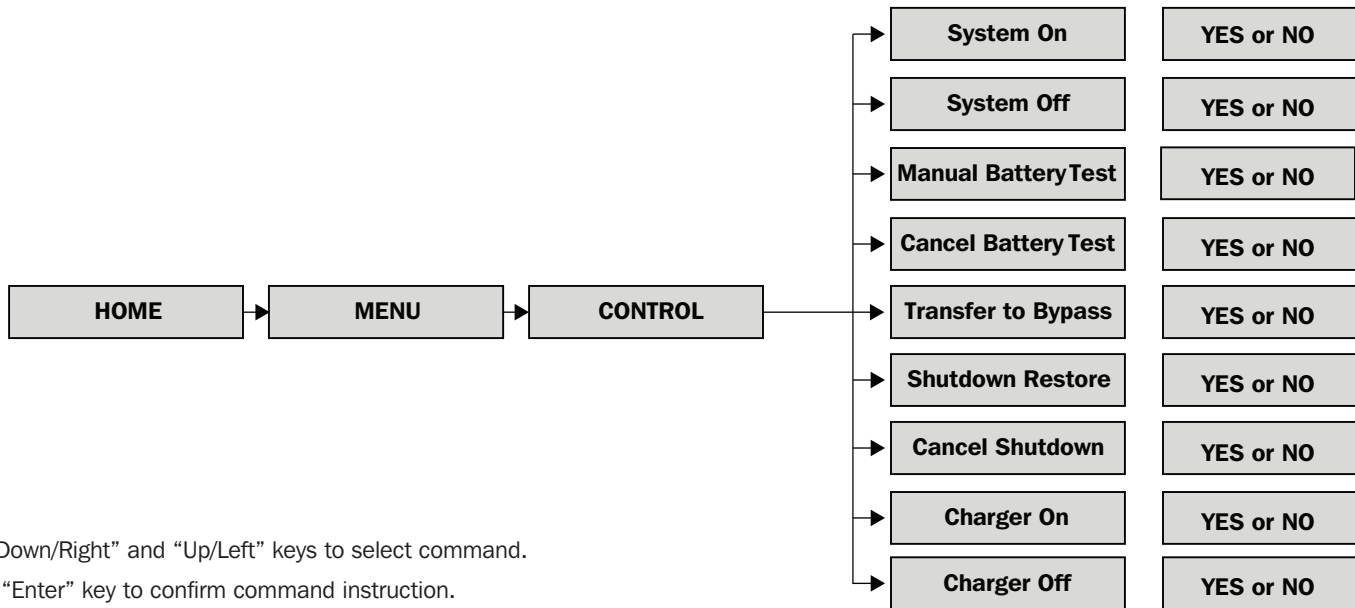 System On YES or NO
System Off YES or NO
Manual Battery Test YES or NO
Cancel Battery Test YES or NO
HOME MENU CONTROL Transfer to Bypass YES or NO
Shutdown Restore YES or NO
Cancel Shutdown YES or NO
Charger On YES or NO
Down/Right” and “Up/Left” keys to select command.
“Enter” key to confirm command instruction.
Charger Off YES or NO